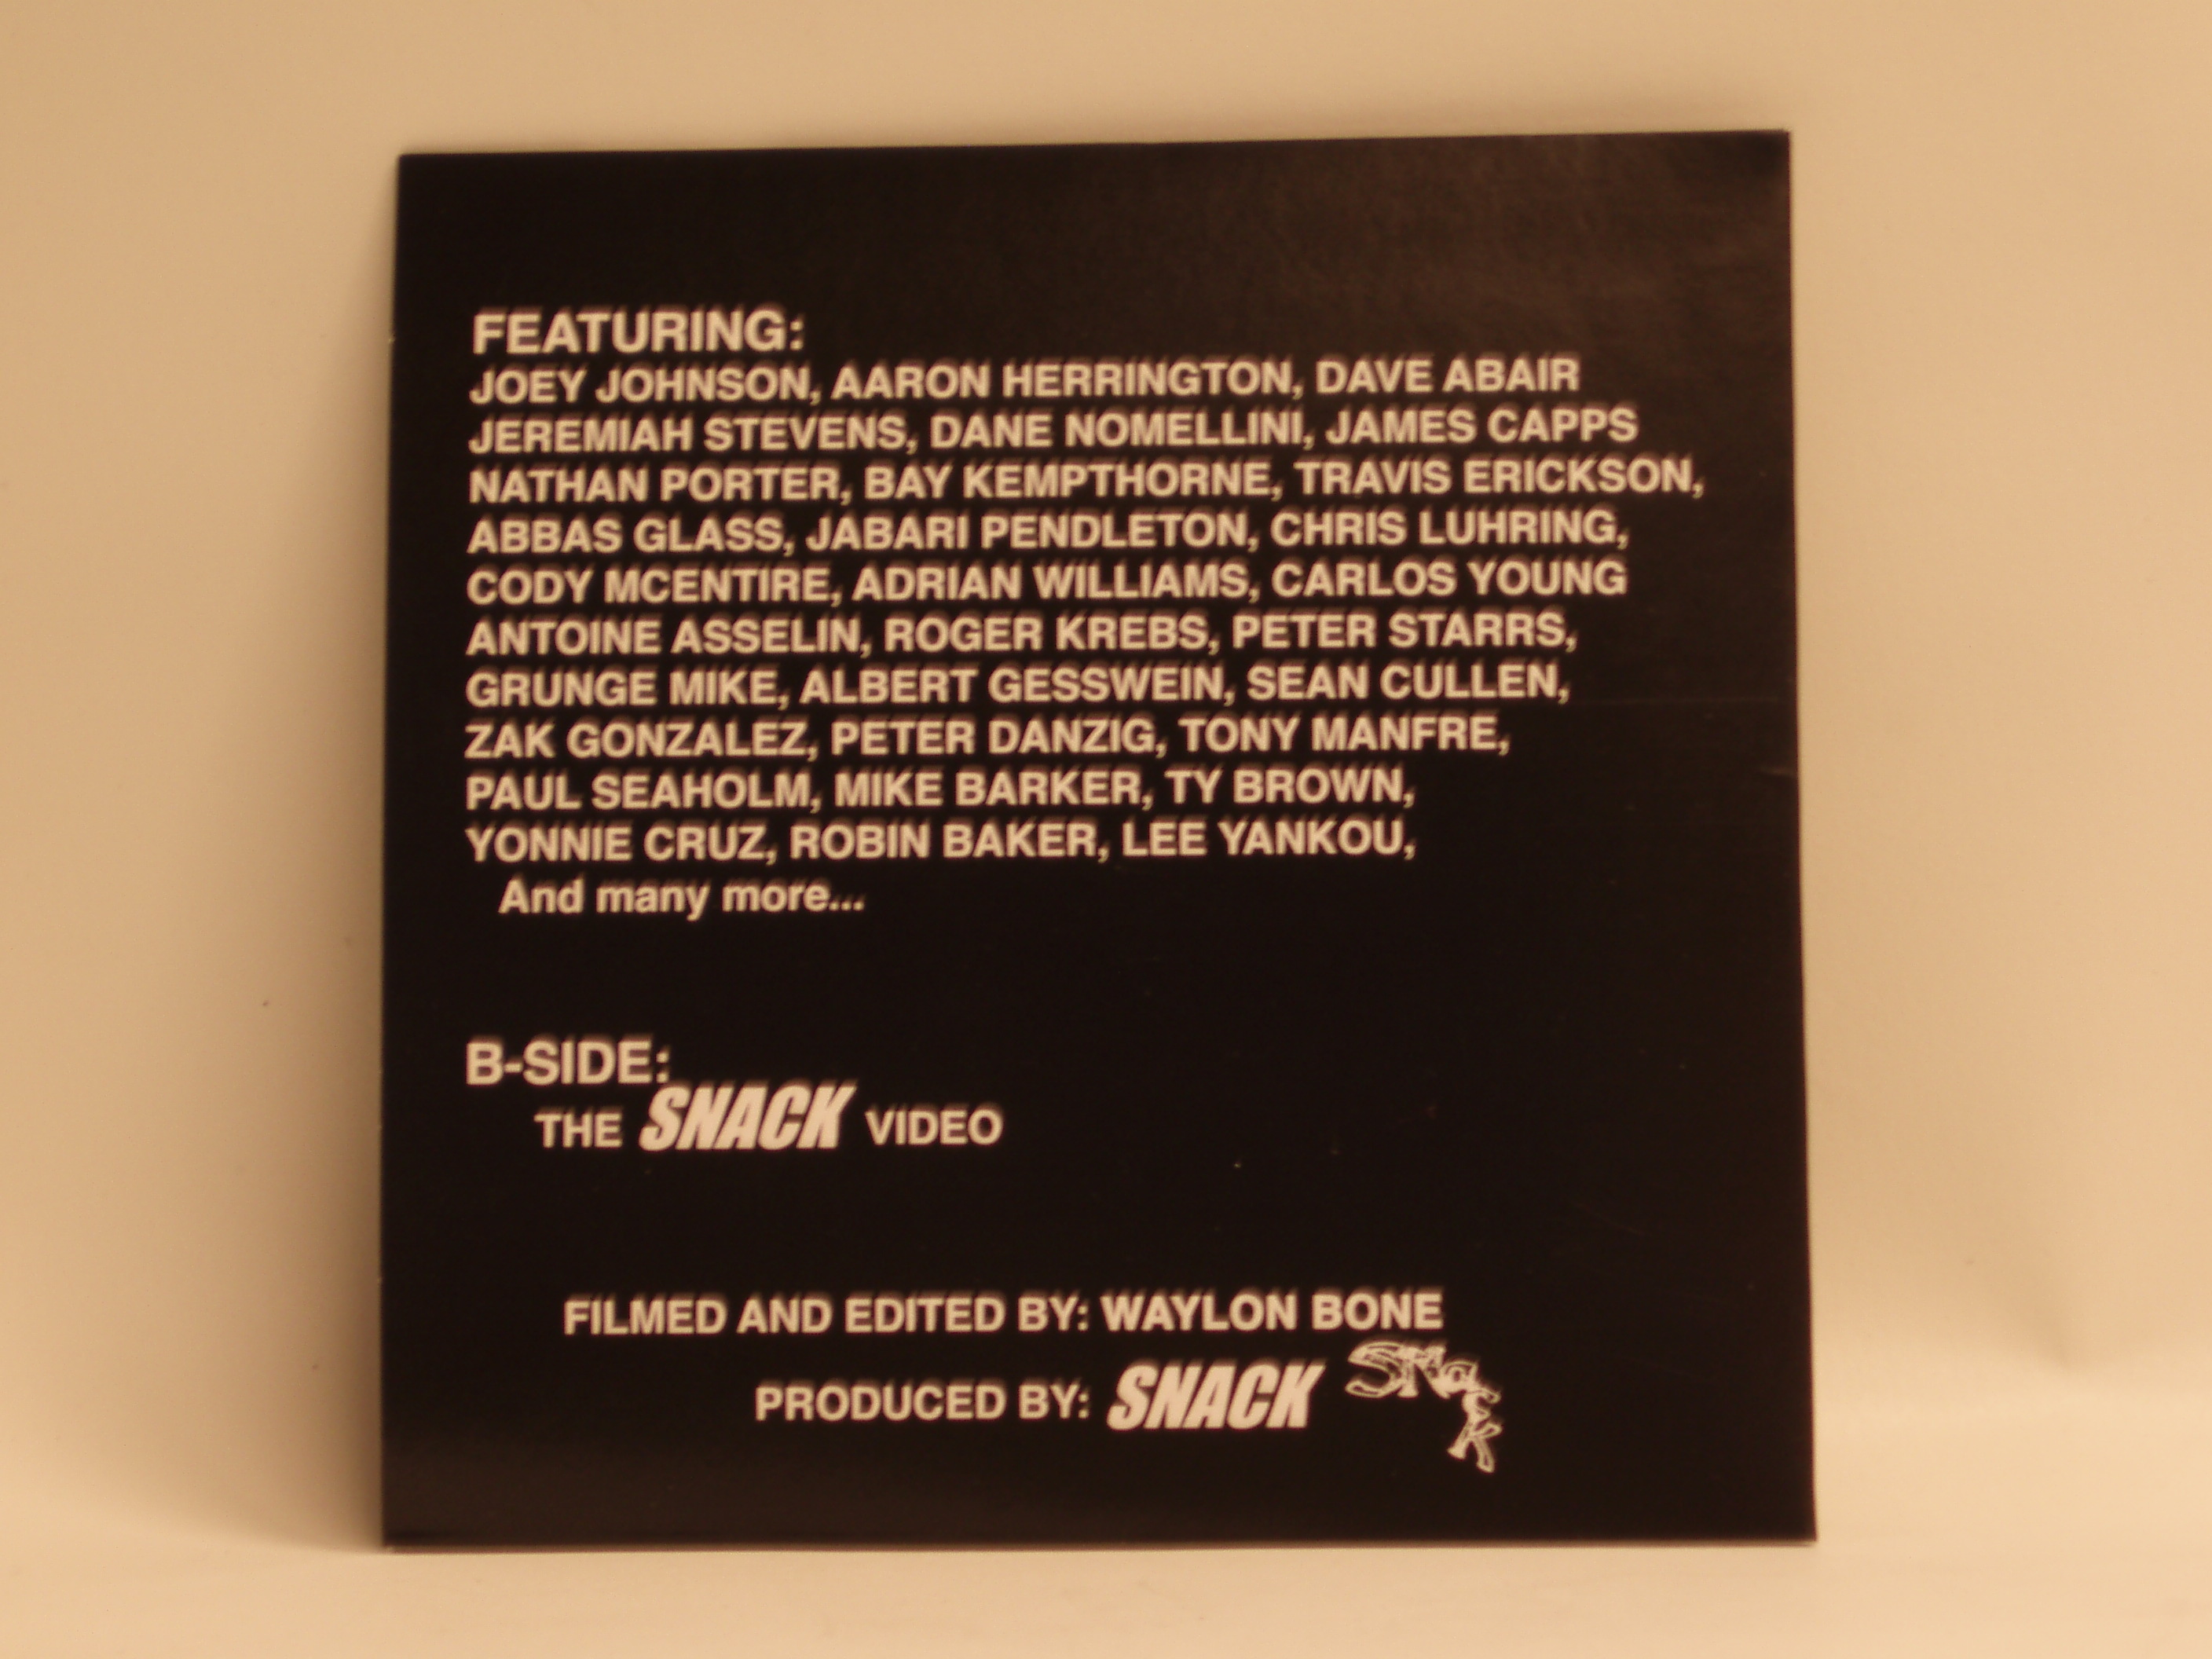 FEATURING:
JOEY JOHNSON, AARON HERRINGTON, DAVE ABAIR
JEREMIAH STEVENS, DANE NOMELLINI, JAMES CAPPS
NATHAN PORTER, BAY KEMPTHORNE, TRAVIS ERICKSON,
ABBAS GLASS, JABARI PENDLETON, CHRIS LUHRING,
CODY MCENTIRE, ADRIAN WILLIAMS, CARLOS YOUNG
ANTOINE ASSELIN, ROGER KREBS, PETER STARRS,
GRUNGE MIKE, ALBERT GESSWEIN, SEAN CULLEN,
ZAK GONZALEZ, PETER DANZIG, TONY MANFRE,
PAUL SEAHOLM, MIKE BARKER, TY BROWN,
YONNIE CRUZ, ROBIN BAKER, LEE YANKOU,
And many more...
B-SIDE:
THE SNACK VIDEO
FILMED AND EDITED BY: WAYLON BONE
PRODUCED BY: SNACK SNacK